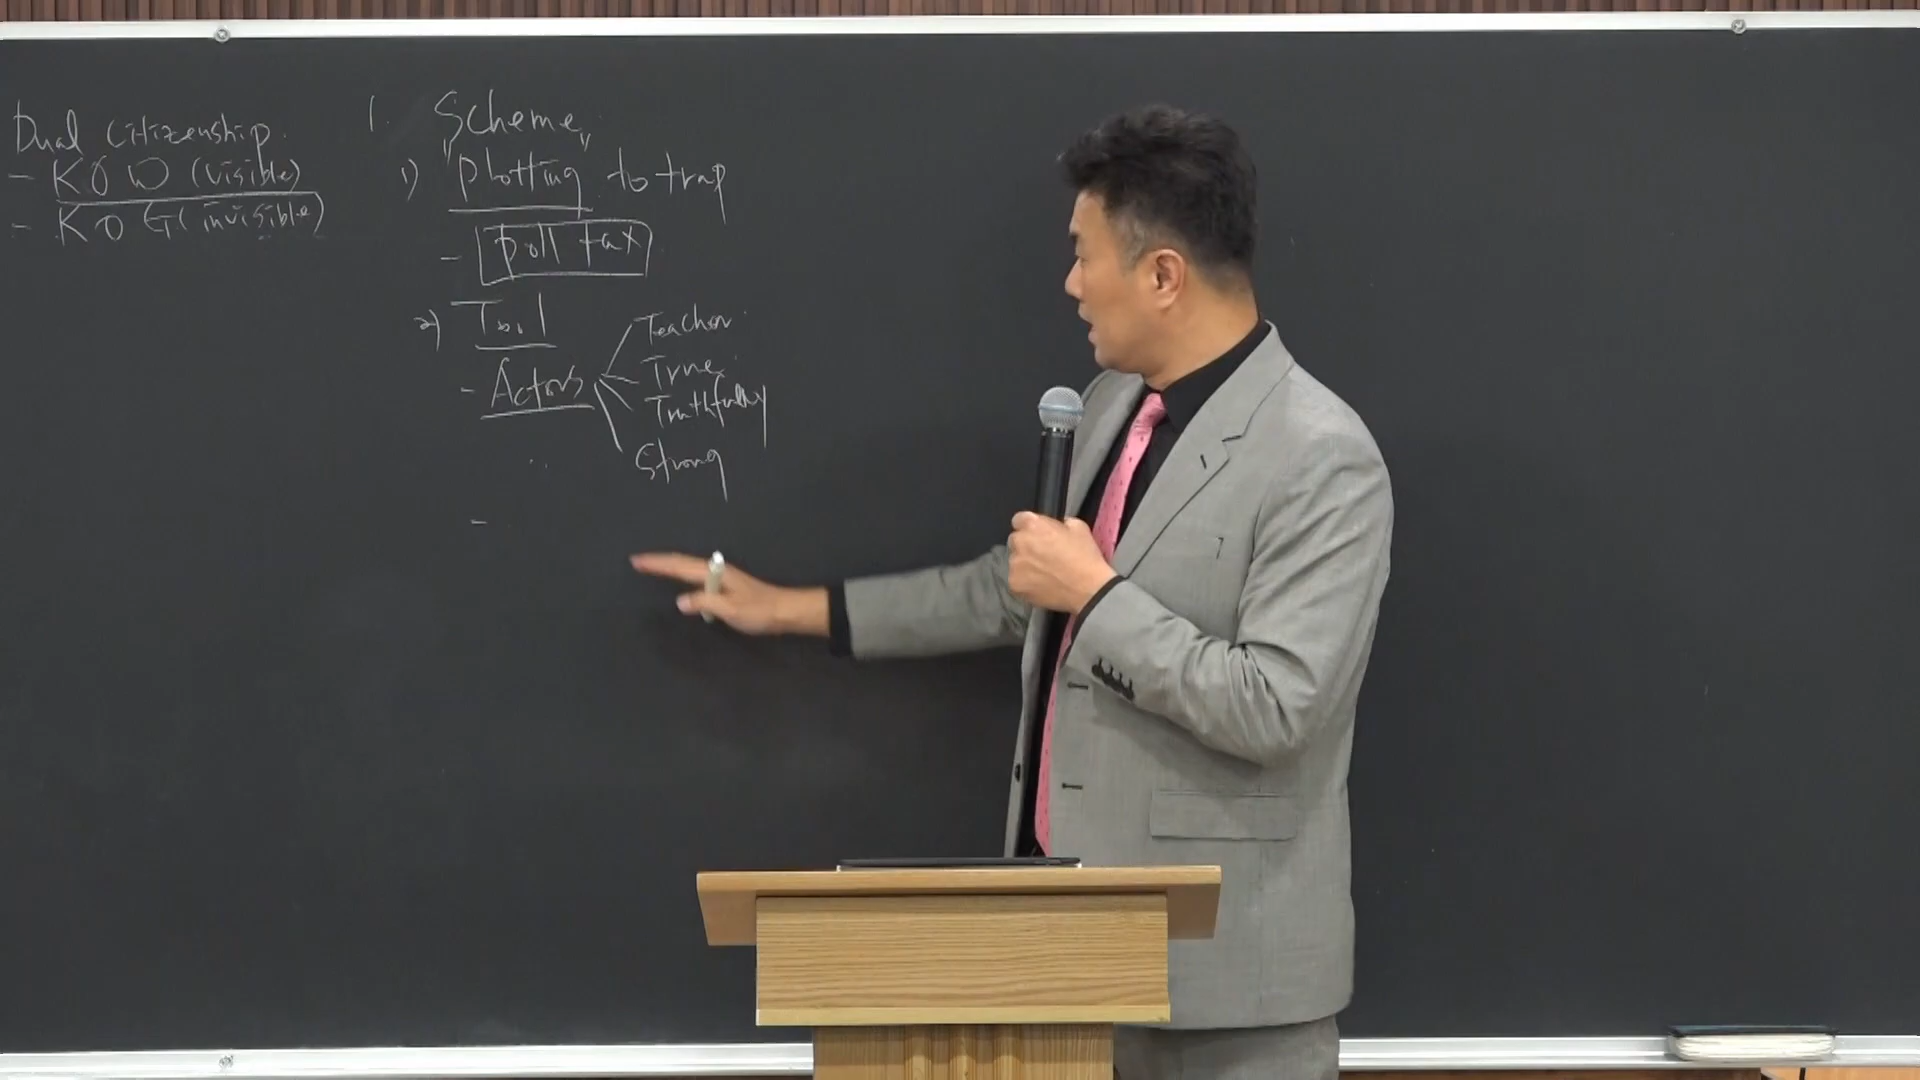 Dual Citizenship.
- KOW (visible)
- KOG (invisible)
1. Scheme
1) "Plotting" to trap
- poll tax
2) Tool
- Actors
Teacher
True
Truthfully
Strong
-